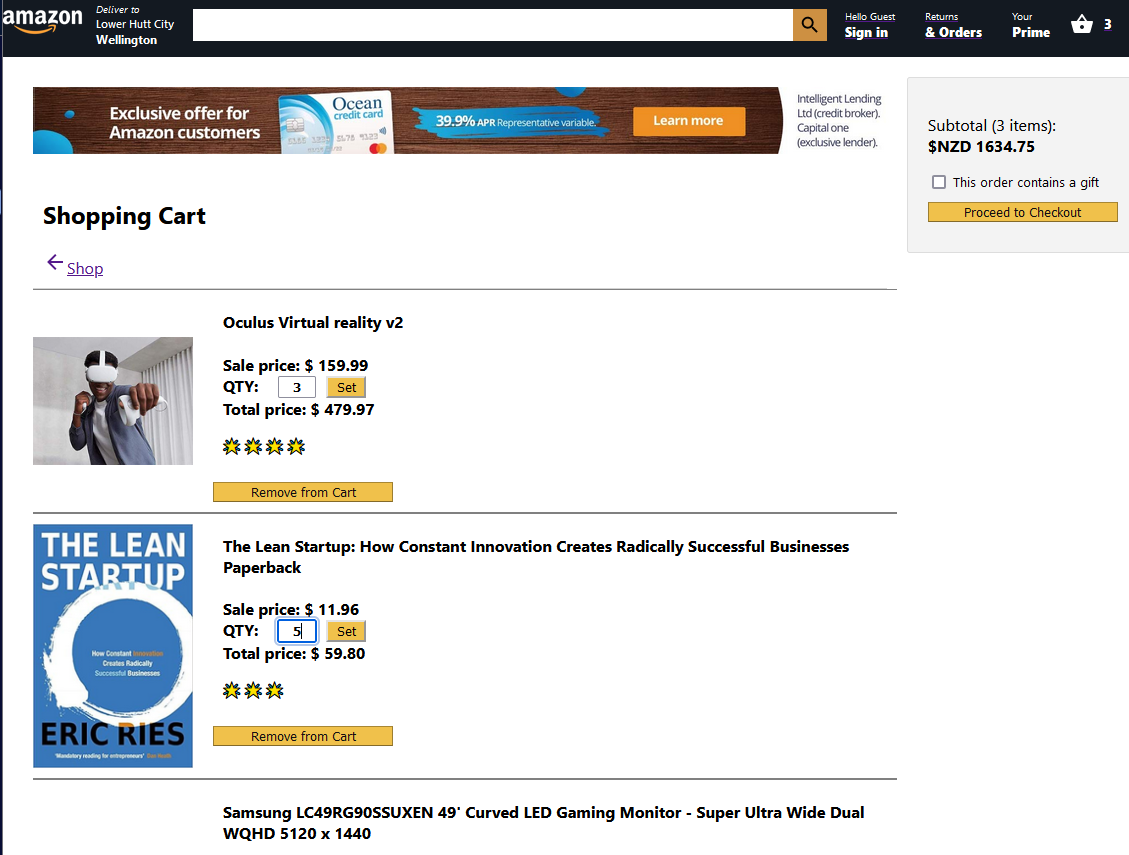 amazon
Deliver to
Lower Hutt City
Wellington
Hello Guest
Sign in
Returns
& Orders
Your
Prime
3
Exclusive offer for
Amazon customers
Ocean
credit card
39.9% APR Representative variable.
Learn more
Intelligent Lending
Ltd (credit broker).
Capital one
(exclusive lender).
Subtotal (3 items):
$NZD 1634.75
This order contains a gift
Proceed to Checkout
Shopping Cart
Shop
Oculus Virtual reality v2
Sale price: $ 159.99
QTY: 3 Set
Total price: $ 479.97
Remove from Cart
THE LEAN
STARTUP
How Constant Innovation
Creates Radically
Successful Businesses
ERIC RIES
'Mandatory reading for entrepreneurs'
The Lean Startup: How Constant Innovation Creates Radically Successful Businesses
Paperback
Sale price: $ 11.96
QTY: 5 Set
Total price: $ 59.80
Remove from Cart
Samsung LC49RG90SSUXEN 49' Curved LED Gaming Monitor - Super Ultra Wide Dual
WQHD 5120 x 1440